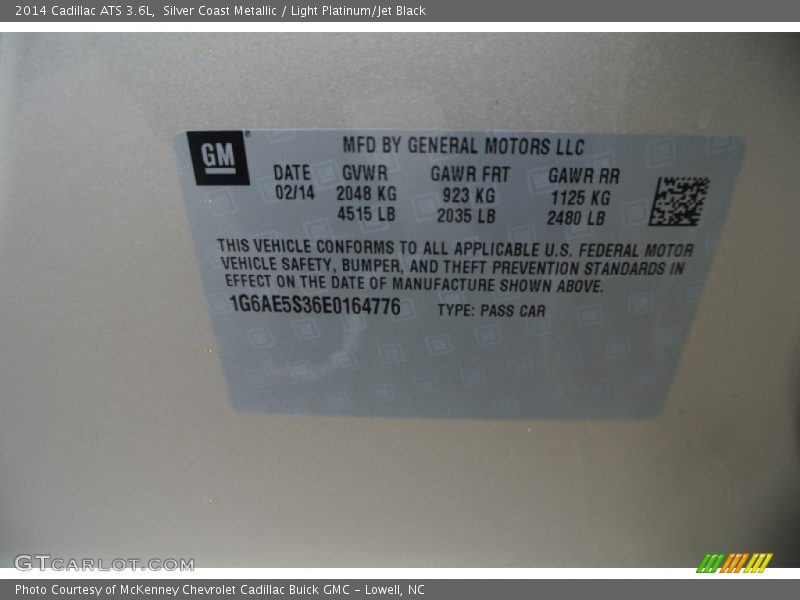 2014 Cadillac ATS 3.6L, Silver Coast Metallic / Light Platinum/Jet Black
GM
MFD BY GENERAL MOTORS LLC
DATE GVWR GAWR FRT GAWR RR
02/14 2048 KG 923 KG 1125 KG
4515 LB 2035 LB 2480 LB
THIS VEHICLE CONFORMS TO ALL APPLICABLE U.S. FEDERAL MOTOR
VEHICLE SAFETY, BUMPER, AND THEFT PREVENTION STANDARDS IN
EFFECT ON THE DATE OF MANUFACTURE SHOWN ABOVE.
1G6AE5S36E0164776 TYPE: PASS CAR
GTCARLOT.COM
Photo Courtesy of McKenney Chevrolet Cadillac Buick GMC - Lowell, NC